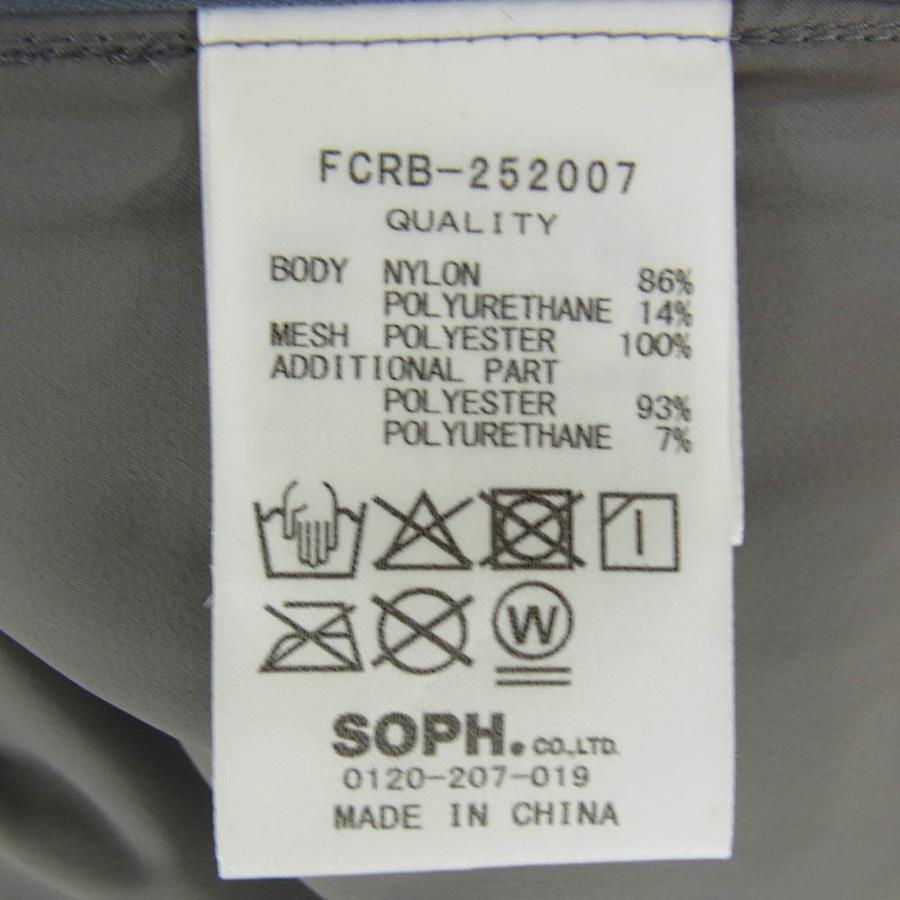 FCRB-252007
QUALITY
BODY NYLON 86%
POLYURETHANE 14%
MESH POLYESTER 100%
ADDITIONAL PART
POLYESTER 93%
POLYURETHANE 7%
W
SOPH. CO.,LTD.
0120-207-019
MADE IN CHINA